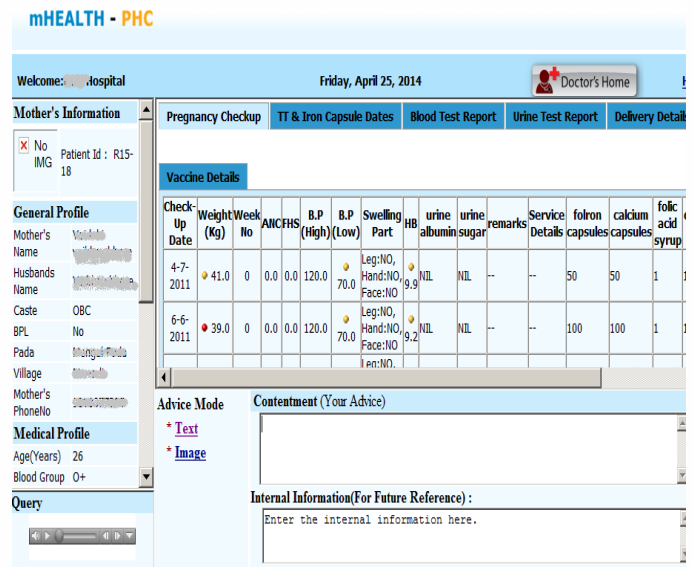 mHEALTH - PHC
Welcome: Hospital
Friday, April 25, 2014
Doctor's Home
Mother's Information
No
IMG
Patient Id : R15-
18
General Profile
Mother's
Name
Husbands
Name
Caste OBC
BPL No
Pada
Village
Mother's
PhoneNo
Medical Profile
Age(Years) 26
Blood Group O+
Query
Pregnancy Checkup TT & Iron Capsule Dates Blood Test Report Urine Test Report Delivery Detail
Vaccine Details
Check-Up Date Weight (Kg) Week No ANC FHS B.P (High) B.P (Low) Swelling Part HB urine albumin urine sugar remarks Service Details folron capsules calcium capsules folic acid syrup
4-7-2011 41.0 0 0.0 0.0 120.0 70.0 Leg:NO, Hand:NO, Face:NO 9.9 NIL NIL -- -- 50 50 1 1
6-6-2011 39.0 0 0.0 0.0 120.0 70.0 Leg:NO, Hand:NO, Face:NO 9.2 NIL NIL -- -- 100 100 1 1
Leg:NO,
Advice Mode
* Text
* Image
Contentment (Your Advice)
Internal Information(For Future Reference) :
Enter the internal information here.